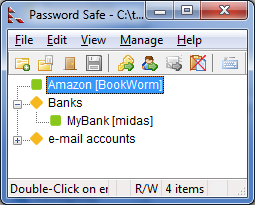 Password Safe - C:\t...
File Edit View Manage Help
Amazon [BookWorm]
Banks
MyBank [midas]
e-mail accounts
Double-Click on en R/W 4 items